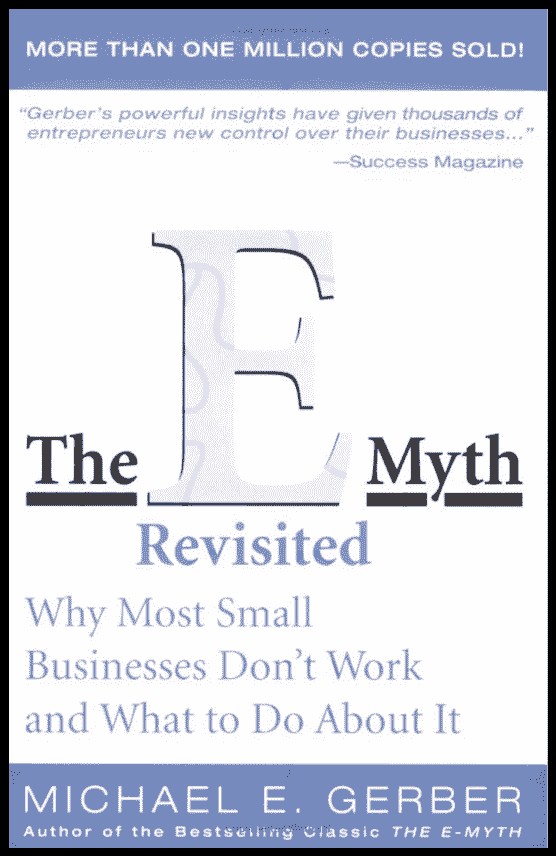 MORE THAN ONE MILLION COPIES SOLD!
“Gerber's powerful insights have given thousands of
entrepreneurs new control over their businesses...”
—Success Magazine
The E Myth
Revisited
Why Most Small
Businesses Don't Work
and What to Do About It
MICHAEL E. GERBER
Author of the Bestselling Classic THE E-MYTH